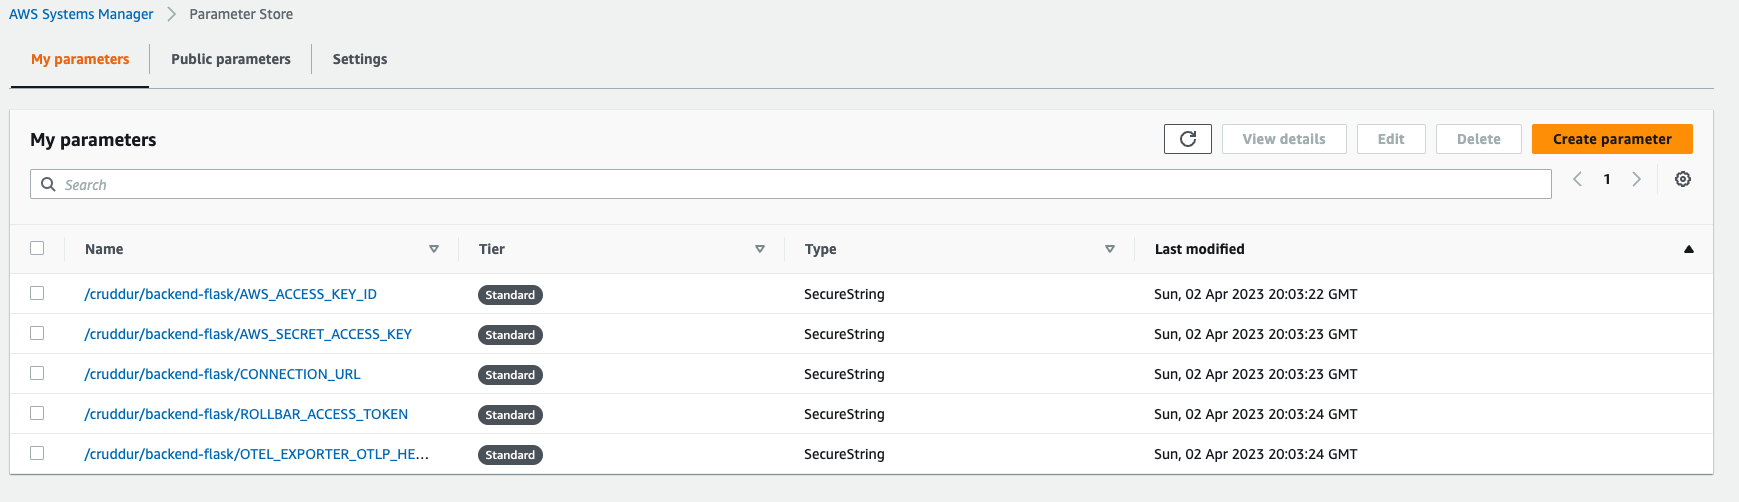 AWS Systems Manager > Parameter Store
My parameters Public parameters Settings
My parameters View details Edit Delete Create parameter
Search 1
Name Tier Type Last modified
/cruddur/backend-flask/AWS_ACCESS_KEY_ID Standard SecureString Sun, 02 Apr 2023 20:03:22 GMT
/cruddur/backend-flask/AWS_SECRET_ACCESS_KEY Standard SecureString Sun, 02 Apr 2023 20:03:23 GMT
/cruddur/backend-flask/CONNECTION_URL Standard SecureString Sun, 02 Apr 2023 20:03:23 GMT
/cruddur/backend-flask/ROLLBAR_ACCESS_TOKEN Standard SecureString Sun, 02 Apr 2023 20:03:24 GMT
/cruddur/backend-flask/OTEL_EXPORTER_OTLP_HE... Standard SecureString Sun, 02 Apr 2023 20:03:24 GMT